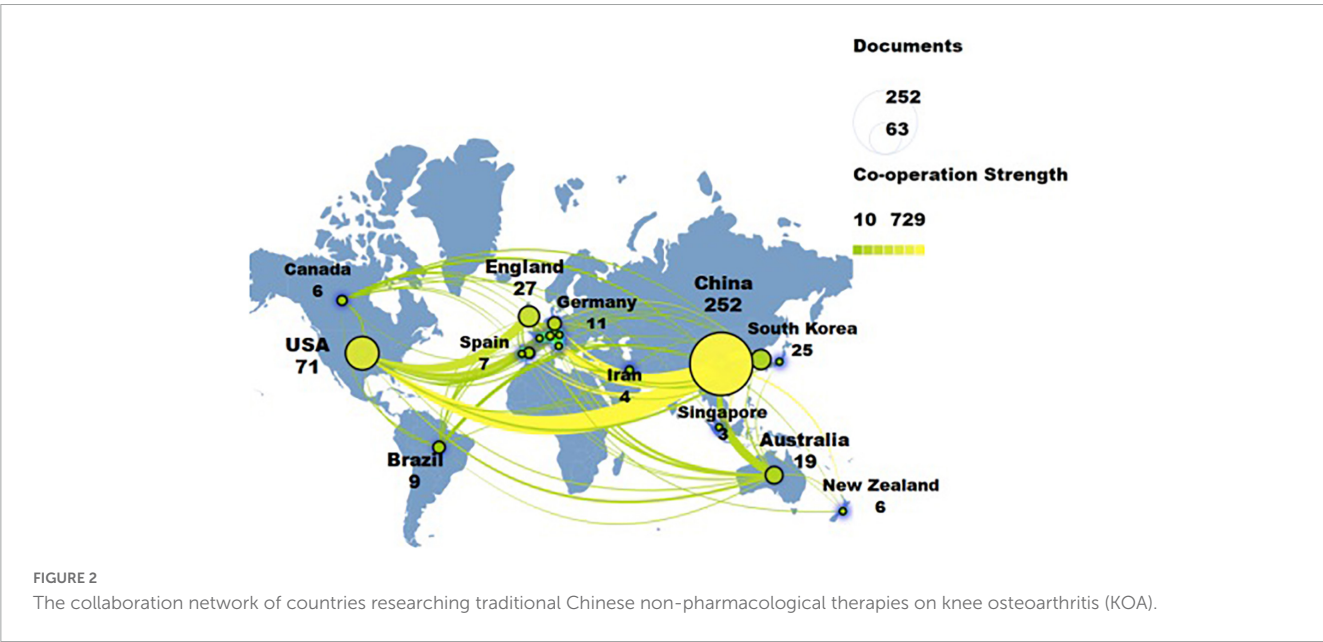 Documents
252
63
Co-operation Strength
10 729
Canada
6
England
27
Germany
11
China
252
South Korea
25
USA
71
Spain
7
Iran
4
Singapore
3
Australia
19
Brazil
9
New Zealand
6
FIGURE 2
The collaboration network of countries researching traditional Chinese non-pharmacological therapies on knee osteoarthritis (KOA).